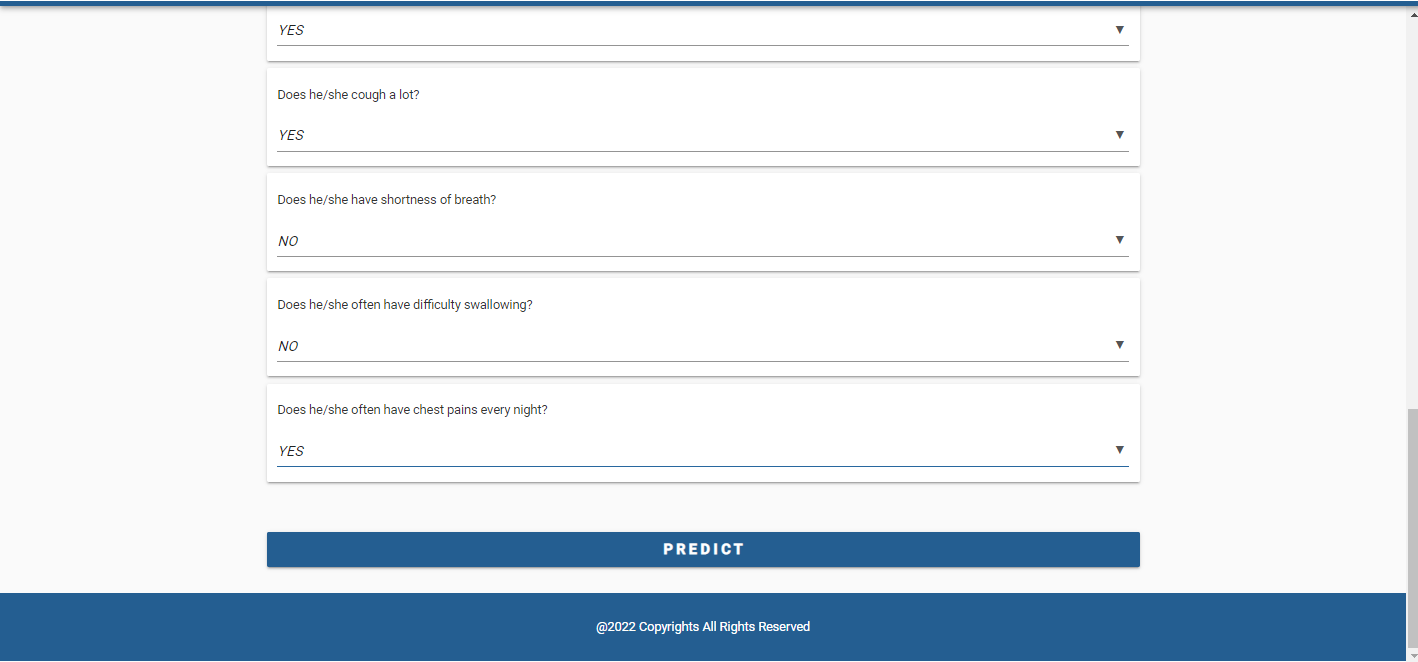 YES
Does he/she cough a lot?
YES
Does he/she have shortness of breath?
NO
Does he/she often have difficulty swallowing?
NO
Does he/she often have chest pains every night?
YES
PREDICT
@2022 Copyrights All Rights Reserved